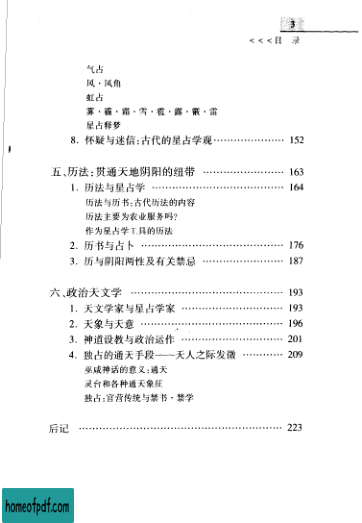 3
<<<目 录
气占
风·风角
虹占
雾·霾·霜·雪·雹·露·霰·雷
星占释梦
8. 怀疑与迷信:古代的星占学观 …………………… 152
五、历法:贯通天地阴阳的纽带 …………………… 163
1. 历法与星占学 …………………… 164
历法与历书:古代历法的内容
历法主要为农业服务吗?
作为星占学工具的历法
2. 历书与占卜 …………………… 176
3. 历与阴阳两性及有关禁忌 …………………… 187
六、政治天文学 …………………… 193
1. 天文学家与星占学家 …………………… 193
2. 天象与天意 …………………… 196
3. 神道设教与政治运作 …………………… 201
4. 独占的通天手段——天人之际发微 ………… 209
巫咸神话的意义:通天
灵台和各种通天象征
独占:官营传统与禁书·禁学
后记 …………………… 223
homeofpdf.com